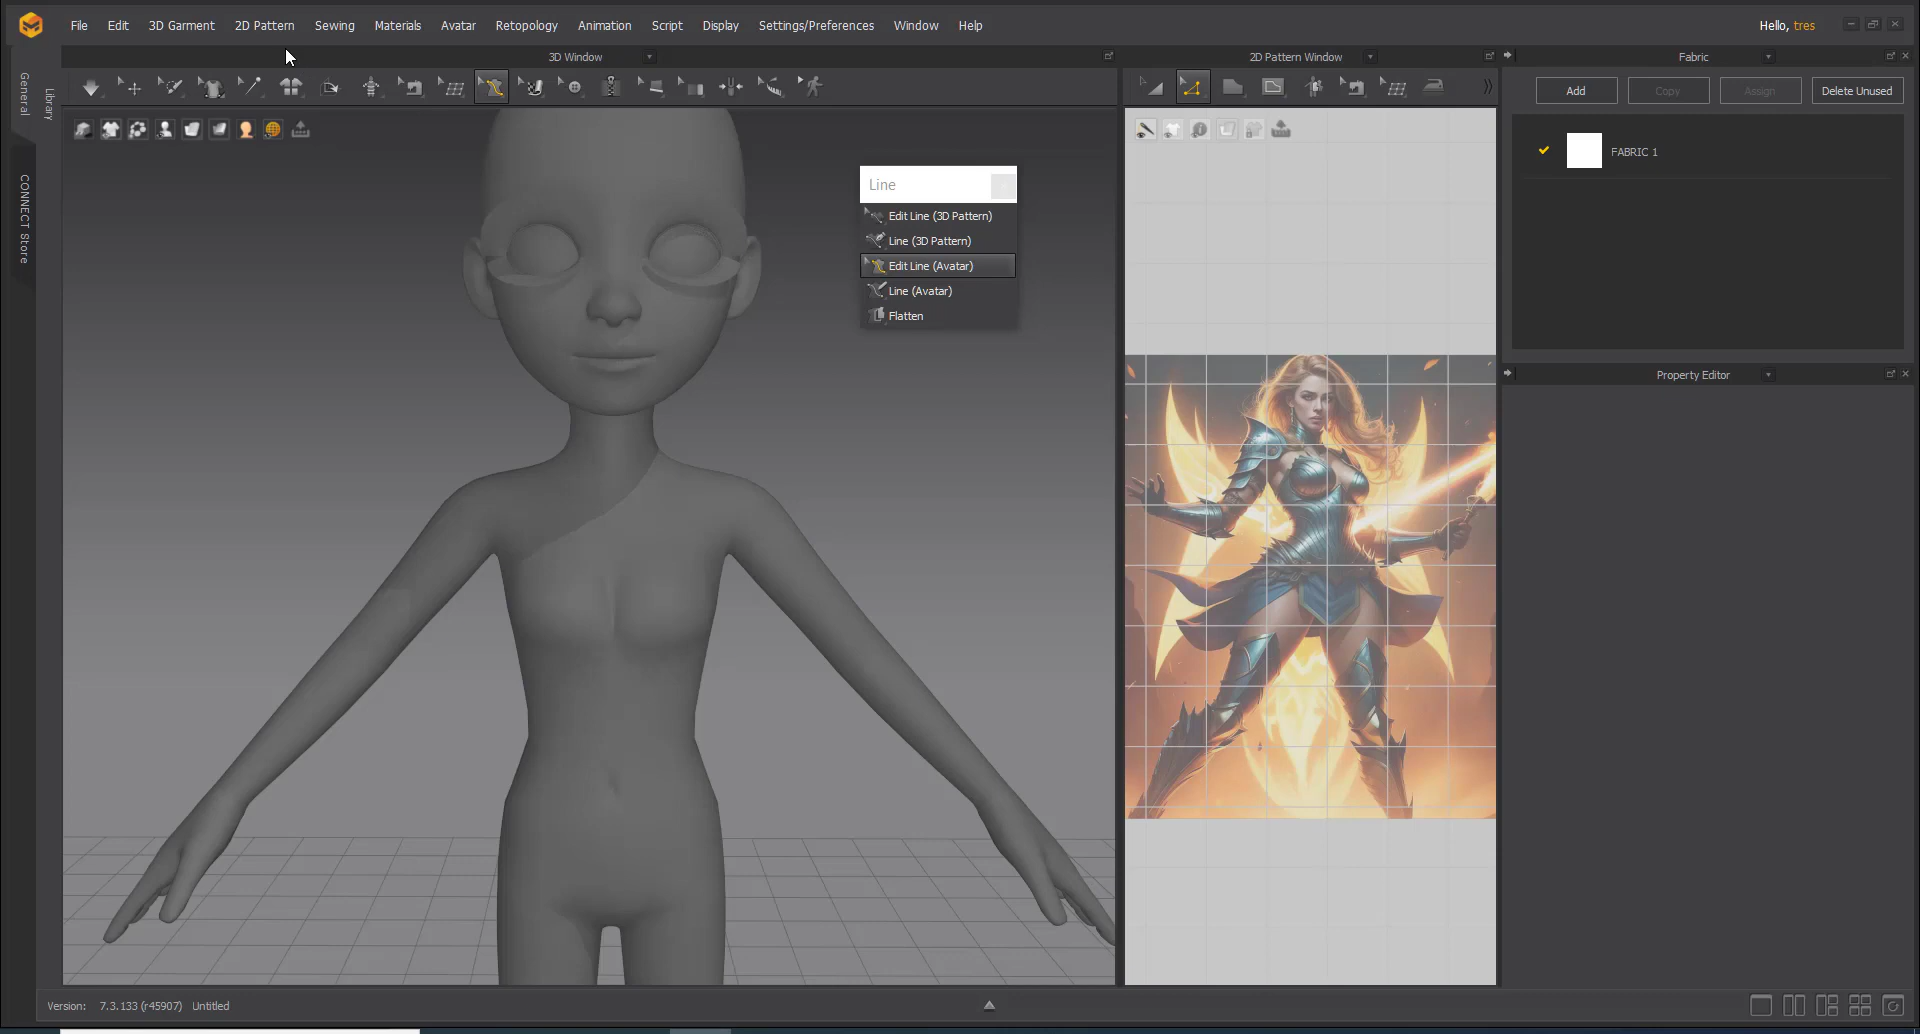 File Edit 3D Garment 2D Pattern Sewing Materials Avatar Retopology Animation Script Display Settings/Preferences Window Help Hello, tres
3D Window 2D Pattern Window Fabric
General
Library
CONNECT Store
Add Copy Assign Delete Unused
FABRIC 1
Line
Edit Line (3D Pattern)
Line (3D Pattern)
Edit Line (Avatar)
Line (Avatar)
Flatten
Property Editor
Version: 7.3.133 (r45907) Untitled